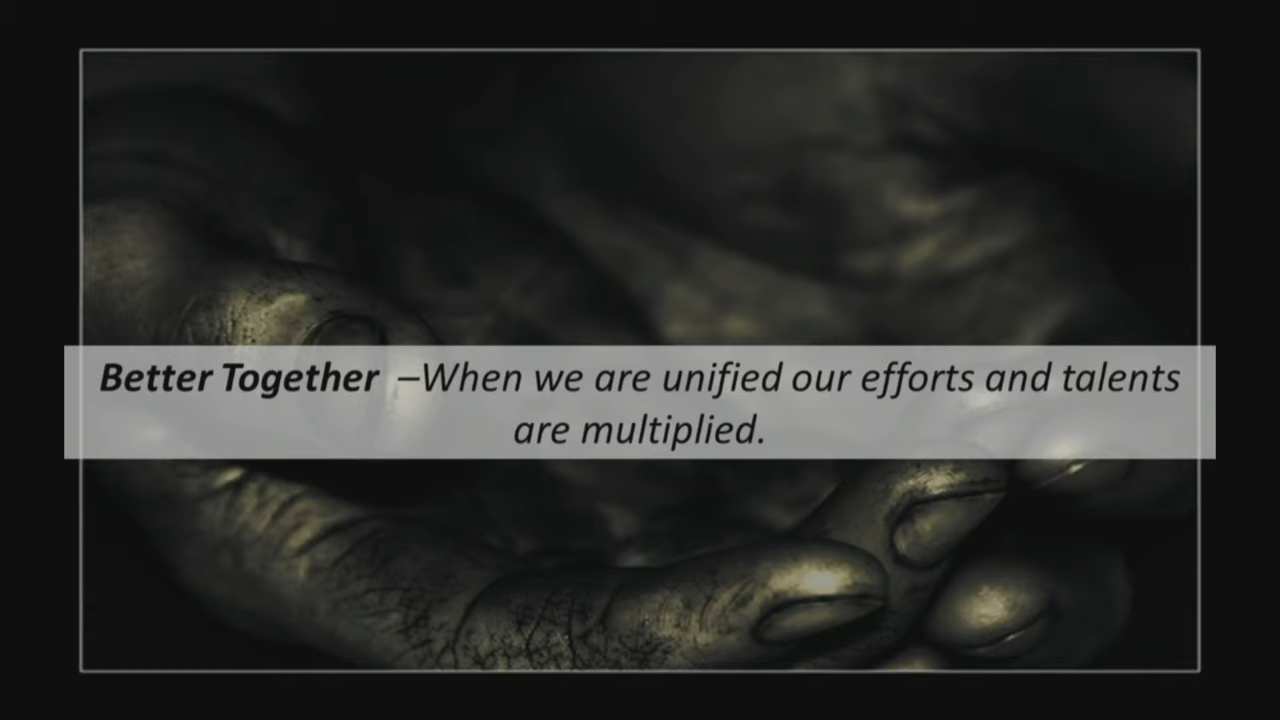 Better Together –When we are unified our efforts and talents
are multiplied.